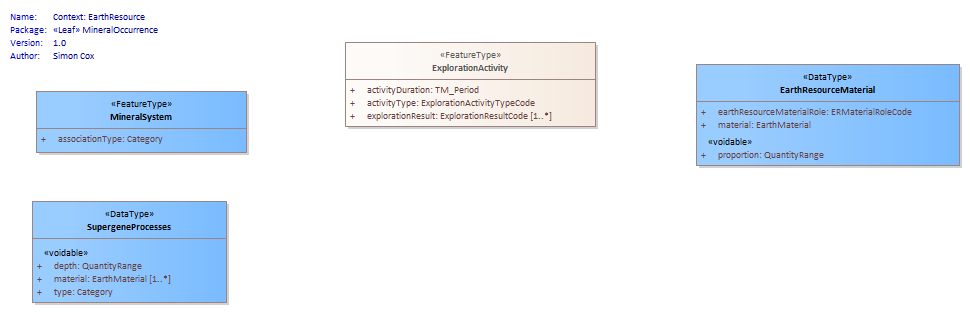 Name: Context: EarthResource
Package: «Leaf» MineralOccurrence
Version: 1.0
Author: Simon Cox
«FeatureType»
MineralSystem
+ associationType: Category
«FeatureType»
ExplorationActivity
+ activityDuration: TM_Period
+ activityType: ExplorationActivityTypeCode
+ explorationResult: ExplorationResultCode [1..*]
«DataType»
EarthResourceMaterial
+ earthResourceMaterialRole: ERMaterialRoleCode
+ material: EarthMaterial
«voidable»
+ proportion: QuantityRange
«DataType»
SupergeneProcesses
«voidable»
+ depth: QuantityRange
+ material: EarthMaterial [1..*]
+ type: Category